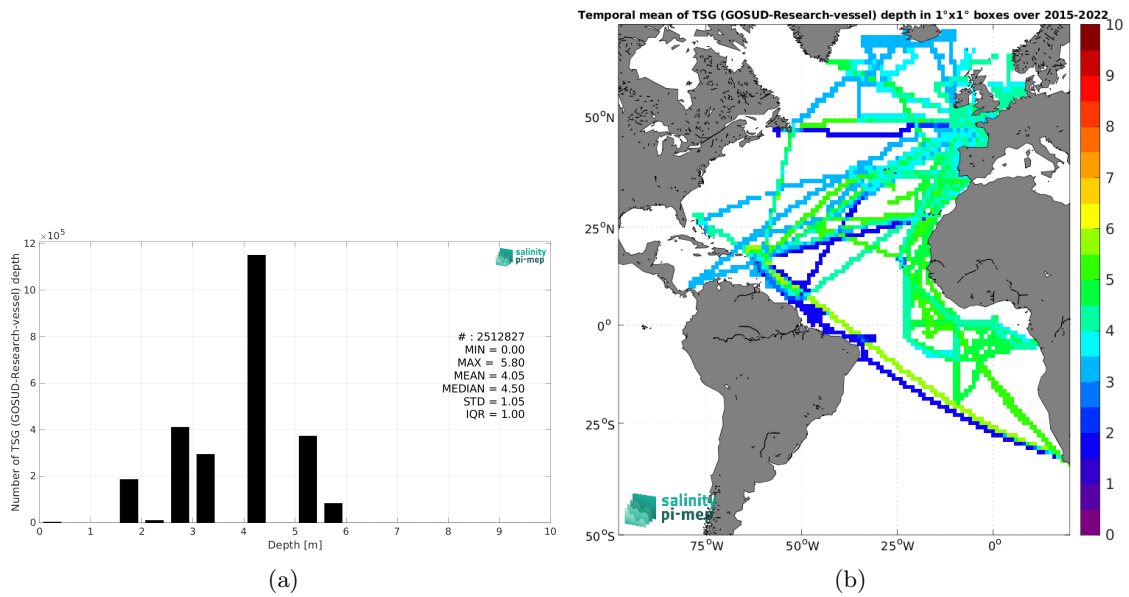 ×10⁵
12
10
8
6
4
2
0
Number of TSG (GOSUD-Research-vessel) depth
1 2 3 4 5 6 7 8 9 10
Depth [m]
salinity
pi-mep
# : 2512827
MIN = 0.00
MAX = 5.80
MEAN = 4.05
MEDIAN = 4.50
STD = 1.05
IQR = 1.00
(a)
Temporal mean of TSG (GOSUD-Research-vessel) depth in 1°x1° boxes over 2015-2022
50°N
25°N
0°
25°S
50°S
75°W 50°W 25°W 0°
salinity
pi-mep
10
9
8
7
6
5
4
3
2
1
0
(b)